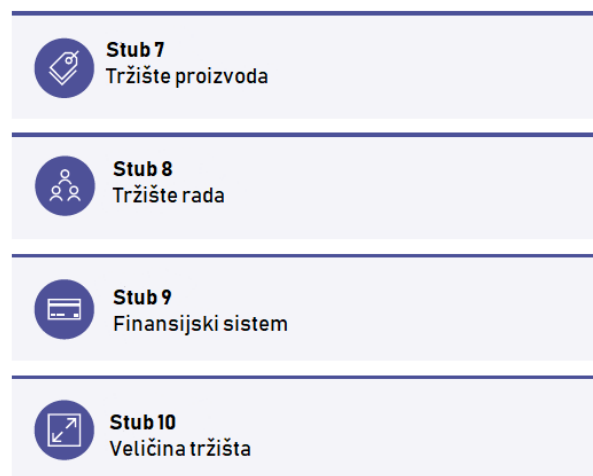 Stub 7
Tržište proizvoda
Stub 8
Tržište rada
Stub 9
Finansijski sistem
Stub 10
Veličina tržišta